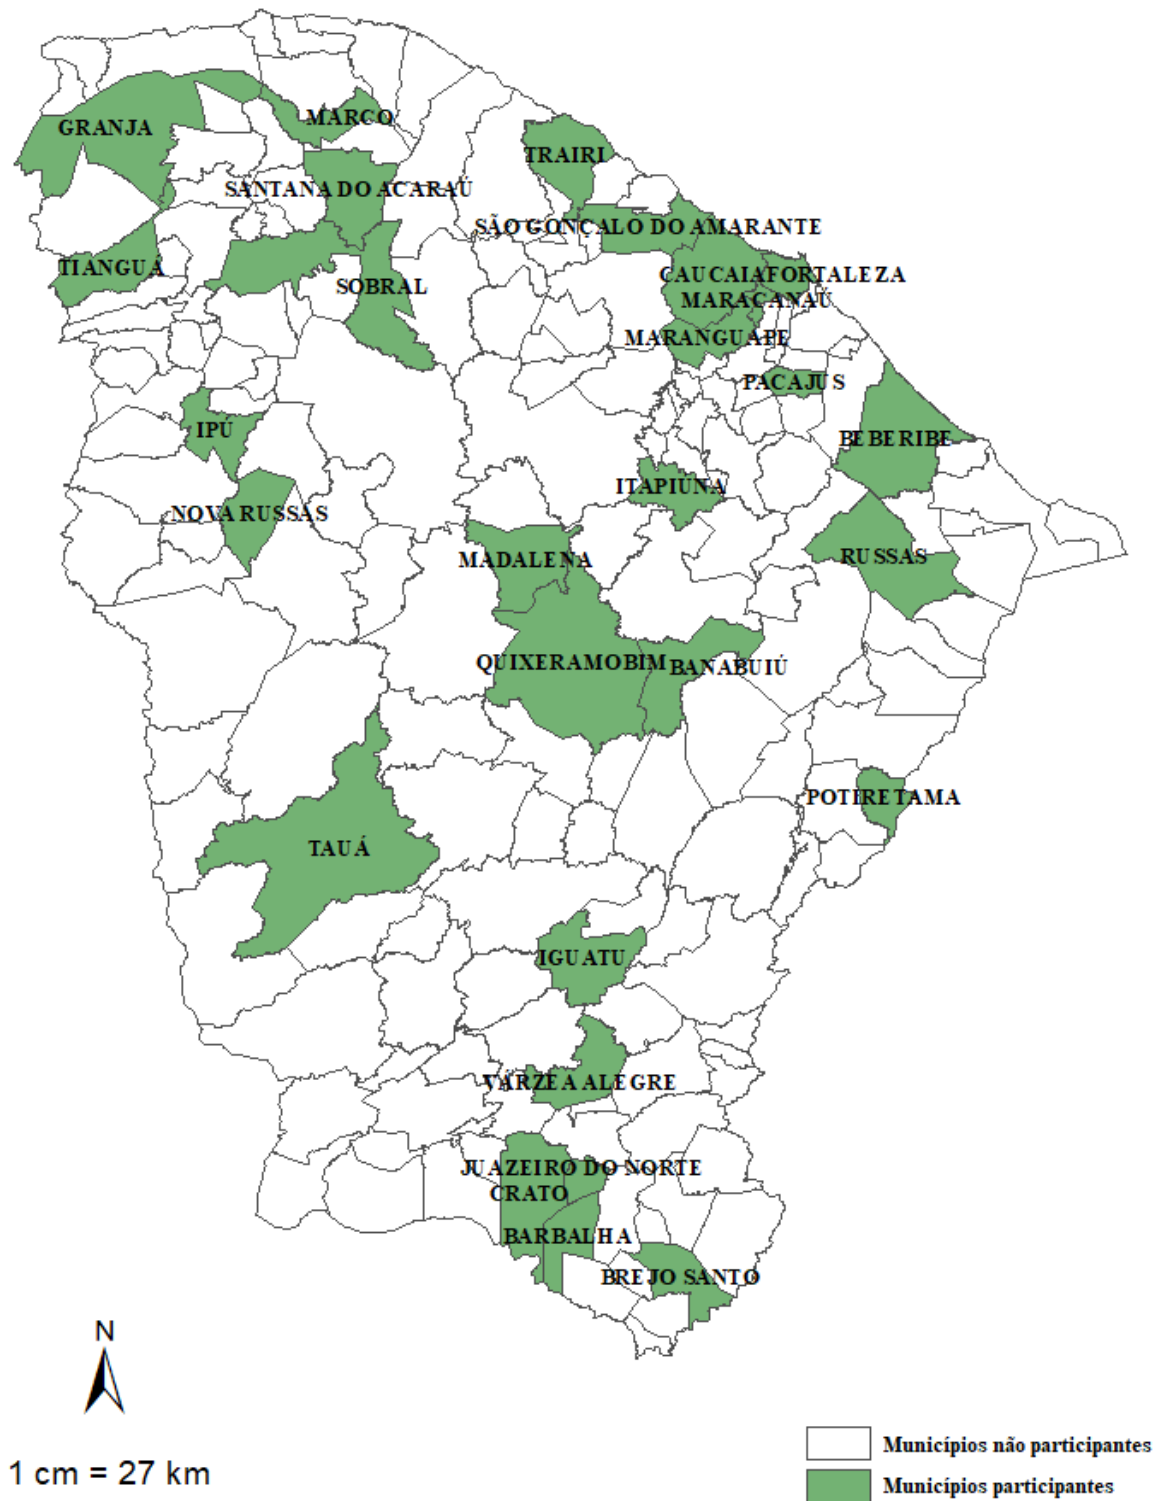 MARCO
GRANJA
TRAIRI
SANTANA DO ACARAÚ
SÃO GONÇALO DO AMARANTE
TIANGUÁ
CAUCAIA
FORTALEZA
SOBRAL
MARACANAÚ
MARANGUAPE
PACAJUS
IPÚ
BEBERIBE
ITAPIÚNA
NOVA RUSSAS
MADALENA
RUSSAS
QUIXERAMOBIM
BANABUIÚ
POTIRETAMA
TAUÁ
IGUATU
VÁRZEA ALEGRE
JUAZEIRO DO NORTE
CRATO
BARBALHA
BREJO SANTO
N
1 cm = 27 km
Municípios não participantes
Municípios participantes